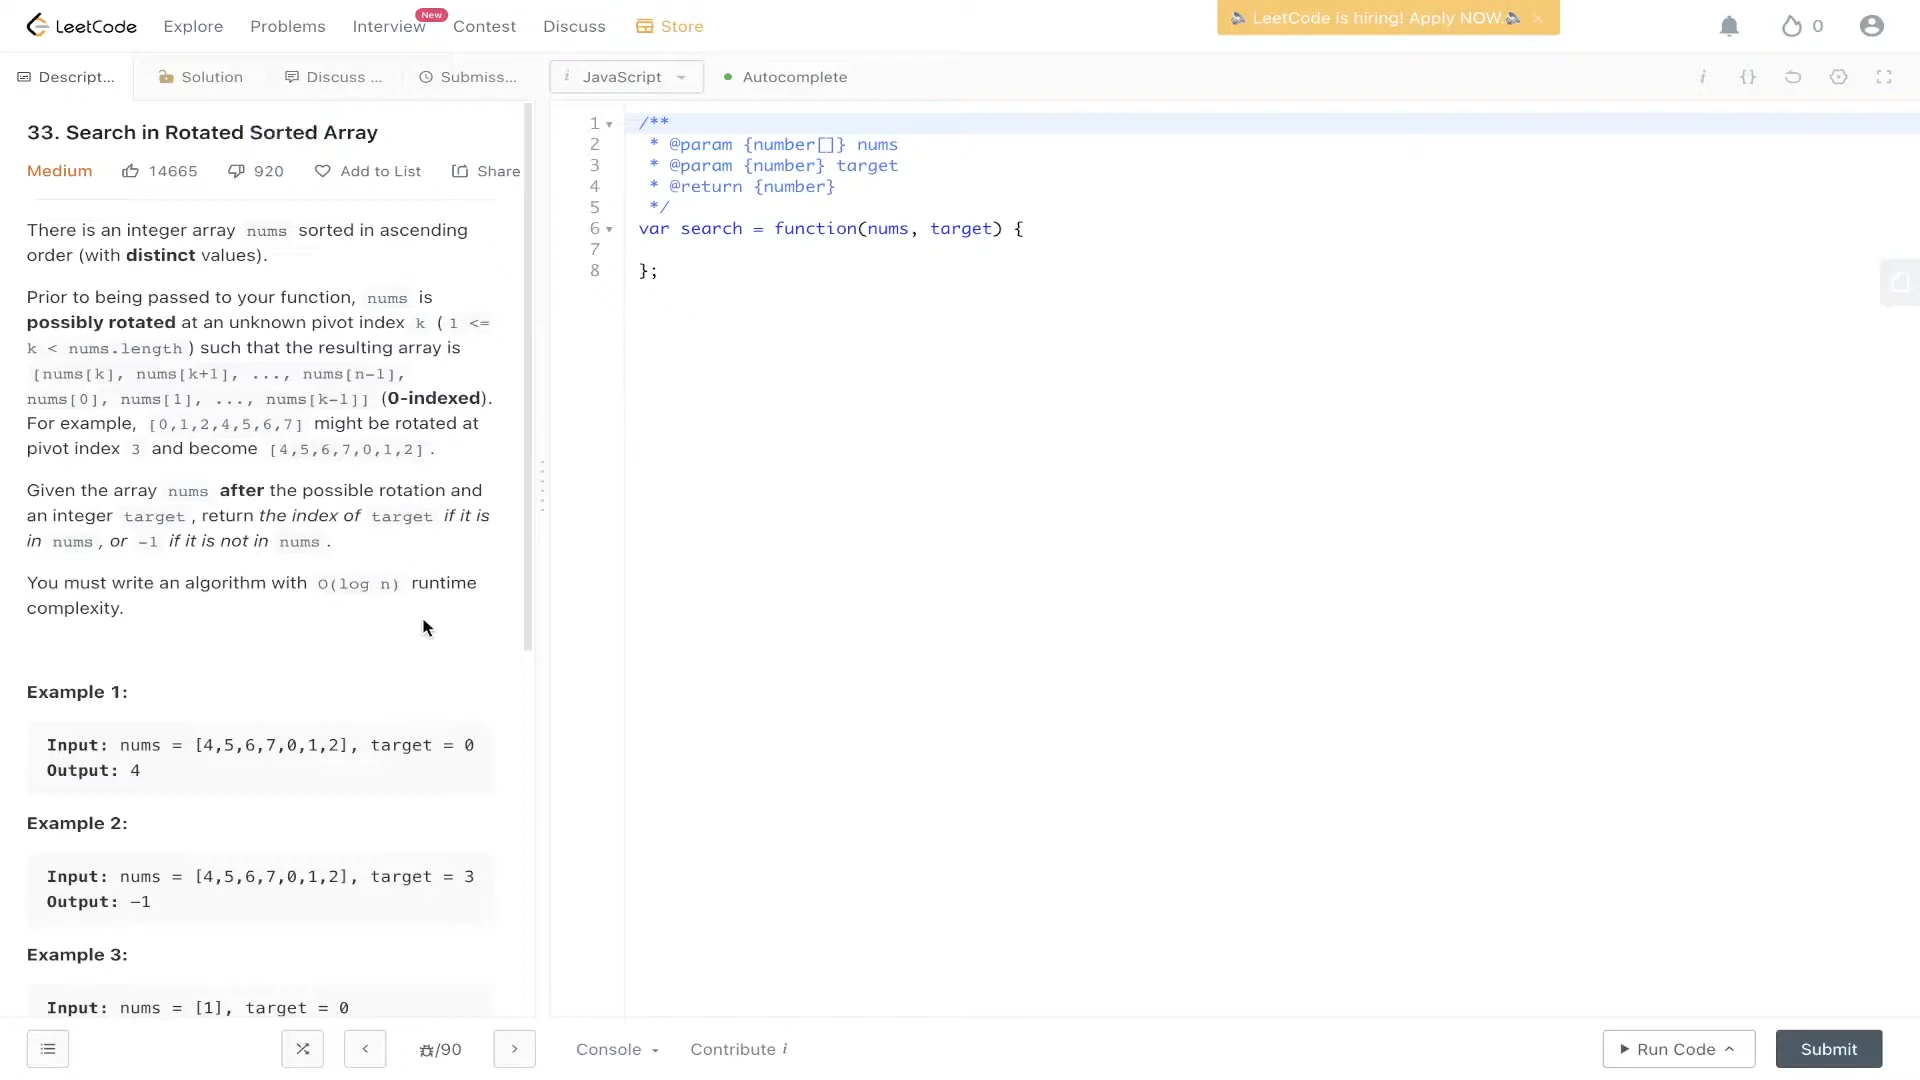 LeetCode Explore Problems Interview New Contest Discuss Store LeetCode is hiring! Apply NOW. 0
Descript... Solution Discuss ... Submiss... i JavaScript Autocomplete i {}
33. Search in Rotated Sorted Array
Medium 14665 920 Add to List Share
There is an integer array nums sorted in ascending
order (with distinct values).
Prior to being passed to your function, nums is
possibly rotated at an unknown pivot index k ( 1 <=
k < nums.length ) such that the resulting array is
[nums[k], nums[k+1], ..., nums[n-1],
nums[0], nums[1], ..., nums[k-1]] (0-indexed).
For example, [0,1,2,4,5,6,7] might be rotated at
pivot index 3 and become [4,5,6,7,0,1,2] .
Given the array nums after the possible rotation and
an integer target , return the index of target if it is
in nums , or -1 if it is not in nums .
You must write an algorithm with O(log n) runtime
complexity.
Example 1:
Input: nums = [4,5,6,7,0,1,2], target = 0
Output: 4
Example 2:
Input: nums = [4,5,6,7,0,1,2], target = 3
Output: -1
Example 3:
Input: nums = [1], target = 0
1 /**
2 * @param {number[]} nums
3 * @param {number} target
4 * @return {number}
5 */
6 var search = function(nums, target) {
7
8 };
/90 Console Contribute i Run Code Submit